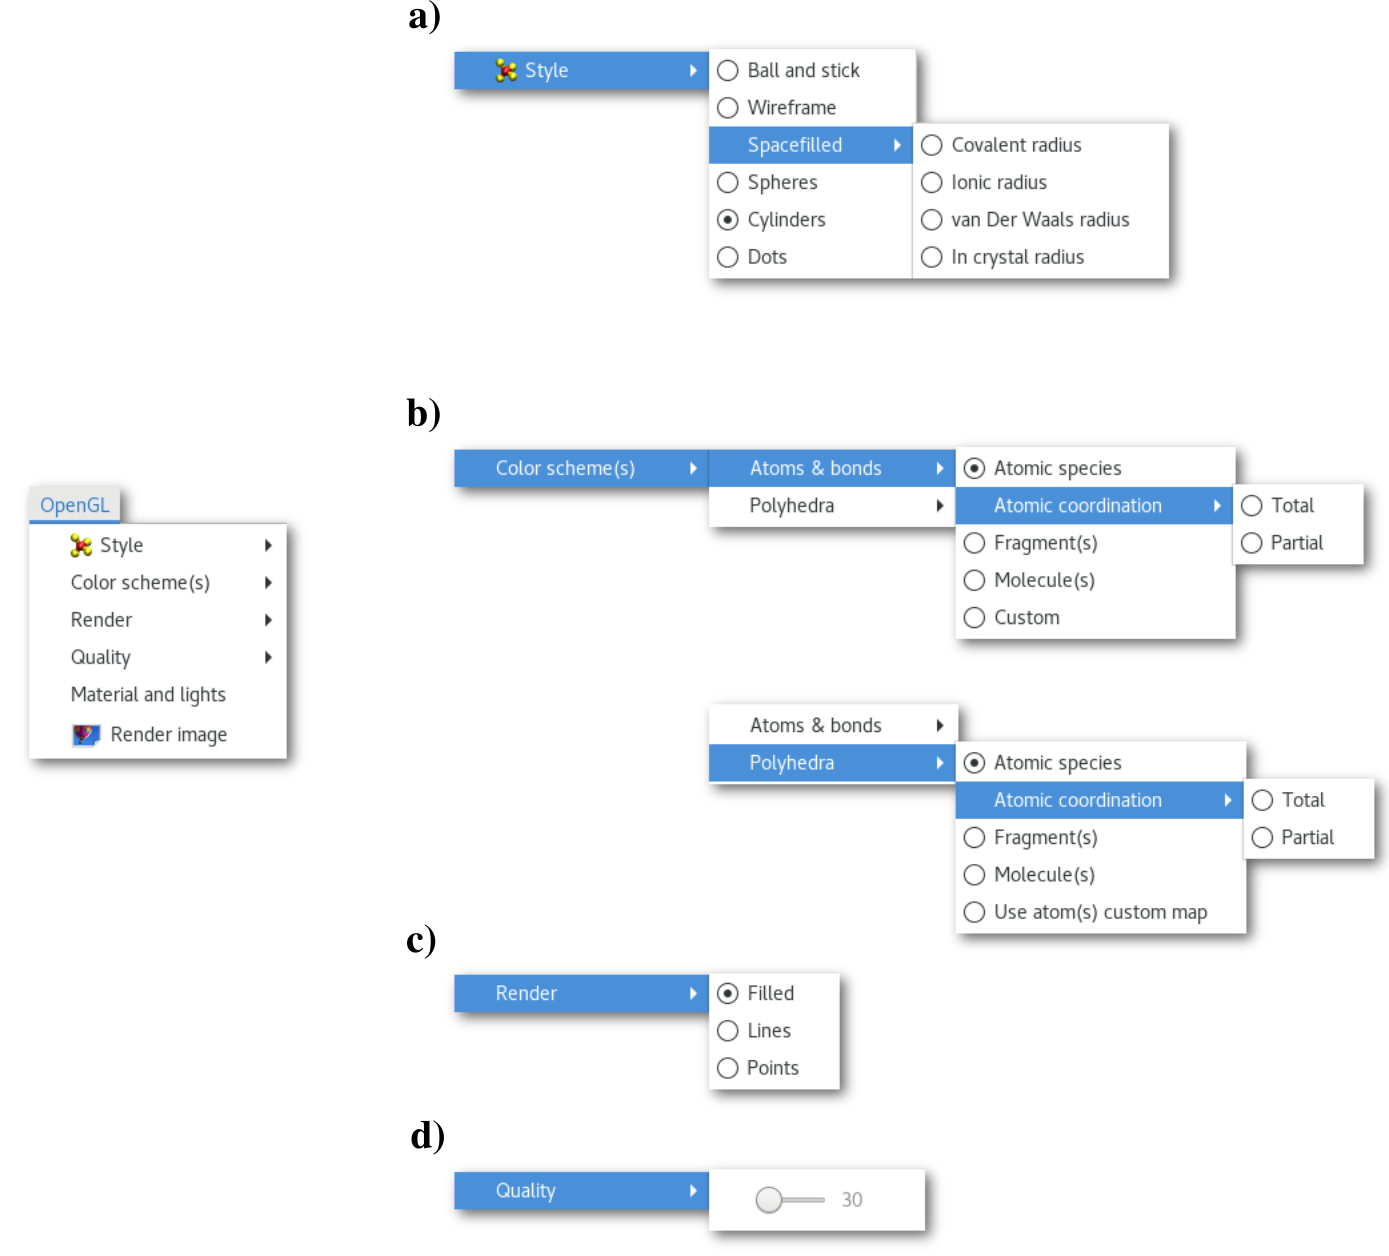 a)
Style
Ball and stick
Wireframe
Spacefilled
Covalent radius
Spheres
Ionic radius
Cylinders
van Der Waals radius
Dots
In crystal radius
b)
Color scheme(s)
Atoms & bonds
Polyhedra
Atomic species
Atomic coordination
Total
Fragment(s)
Partial
Molecule(s)
Custom
OpenGL
Style
Color scheme(s)
Render
Quality
Material and lights
Render image
Atoms & bonds
Polyhedra
Atomic species
Atomic coordination
Total
Fragment(s)
Partial
Molecule(s)
Use atom(s) custom map
c)
Render
Filled
Lines
Points
d)
Quality
30